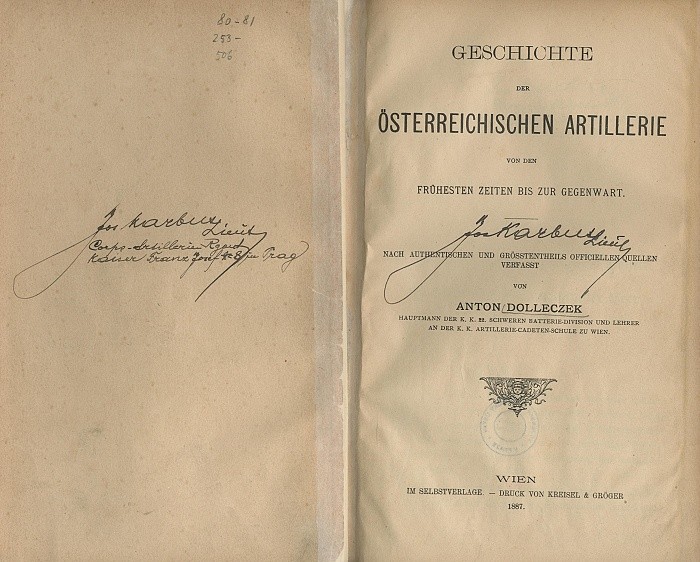 80-81
253-
506
Jos Karbus
Lieut
Corps-Artillerie-Regmt
Kaiser Franz Josef № 8 in Prag
GESCHICHTE
DER
ÖSTERREICHISCHEN ARTILLERIE
VON DEN
FRÜHESTEN ZEITEN BIS ZUR GEGENWART.
Jos Karbus
Lieut
NACH AUTHENTISCHEN UND GRÖSSTENTHEILS OFFICIELLEN QUELLEN
VERFASST
VON
ANTON DOLLECZEK
HAUPTMANN DER K. K. 22. SCHWEREN BATTERIE-DIVISION UND LEHRER
AN DER K. K. ARTILLERIE-CADETEN-SCHULE ZU WIEN.
WIEN
IM SELBSTVERLAGE. — DRUCK VON KREISEL & GRÖGER
1887.